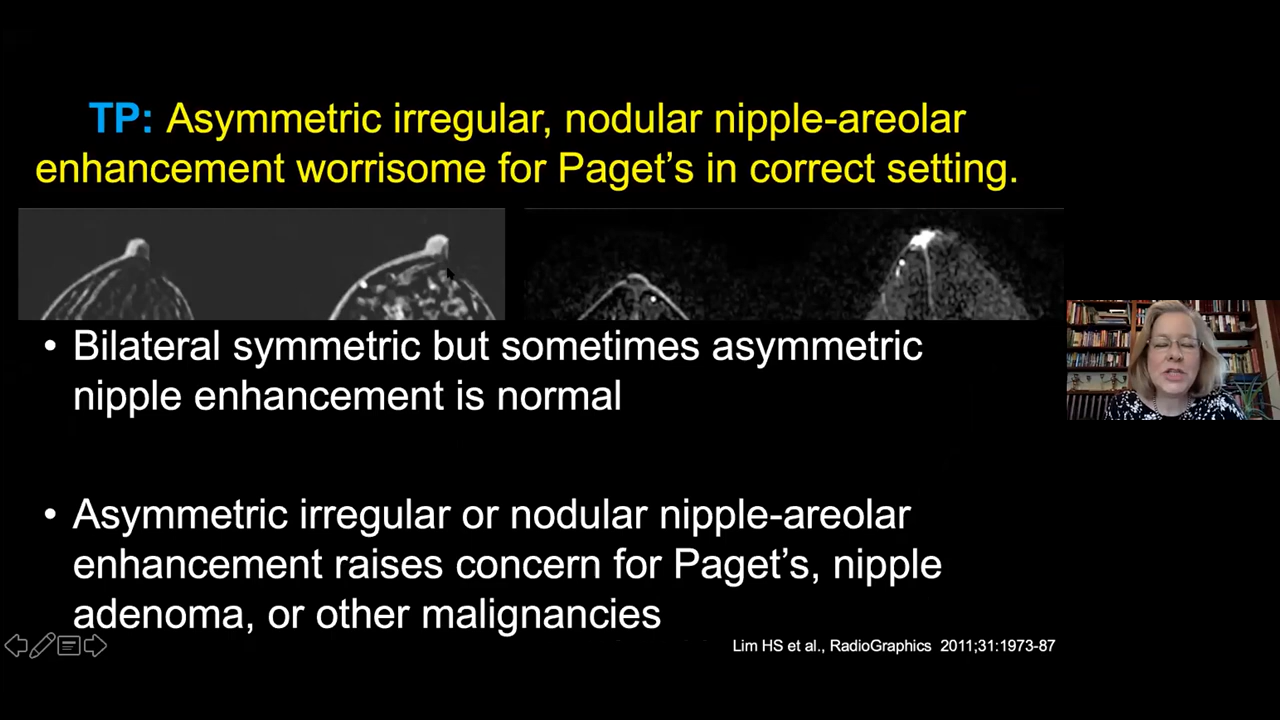 TP: Asymmetric irregular, nodular nipple-areolar
enhancement worrisome for Paget's in correct setting.
• Bilateral symmetric but sometimes asymmetric
nipple enhancement is normal
• Asymmetric irregular or nodular nipple-areolar
enhancement raises concern for Paget's, nipple
adenoma, or other malignancies
Lim HS et al., RadioGraphics 2011;31:1973-87